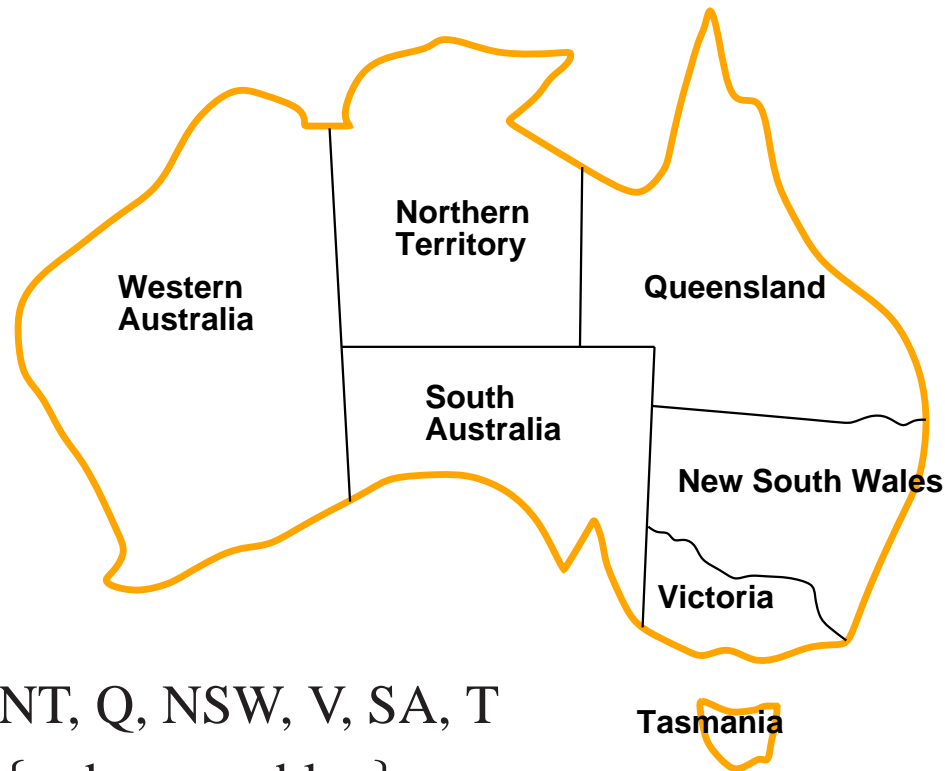 Northern
Territory
Western
Australia
Queensland
South
Australia
New South Wales
Victoria
NT, Q, NSW, V, SA, T
Tasmania